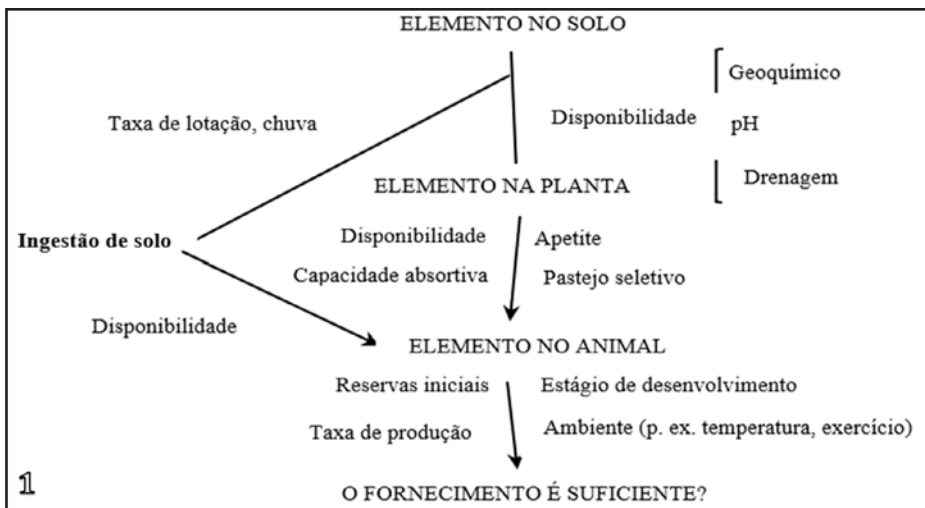 ELEMENTO NO SOLO
Geoquímico
Taxa de lotação, chuva
Disponibilidade
pH
ELEMENTO NA PLANTA
Drenagem
Ingestão de solo
Disponibilidade
Apetite
Capacidade absortiva
Pastejo seletivo
Disponibilidade
ELEMENTO NO ANIMAL
Reservas iniciais
Estágio de desenvolvimento
Taxa de produção
Ambiente (p. ex. temperatura, exercício)
1
O FORNECIMENTO É SUFICIENTE?